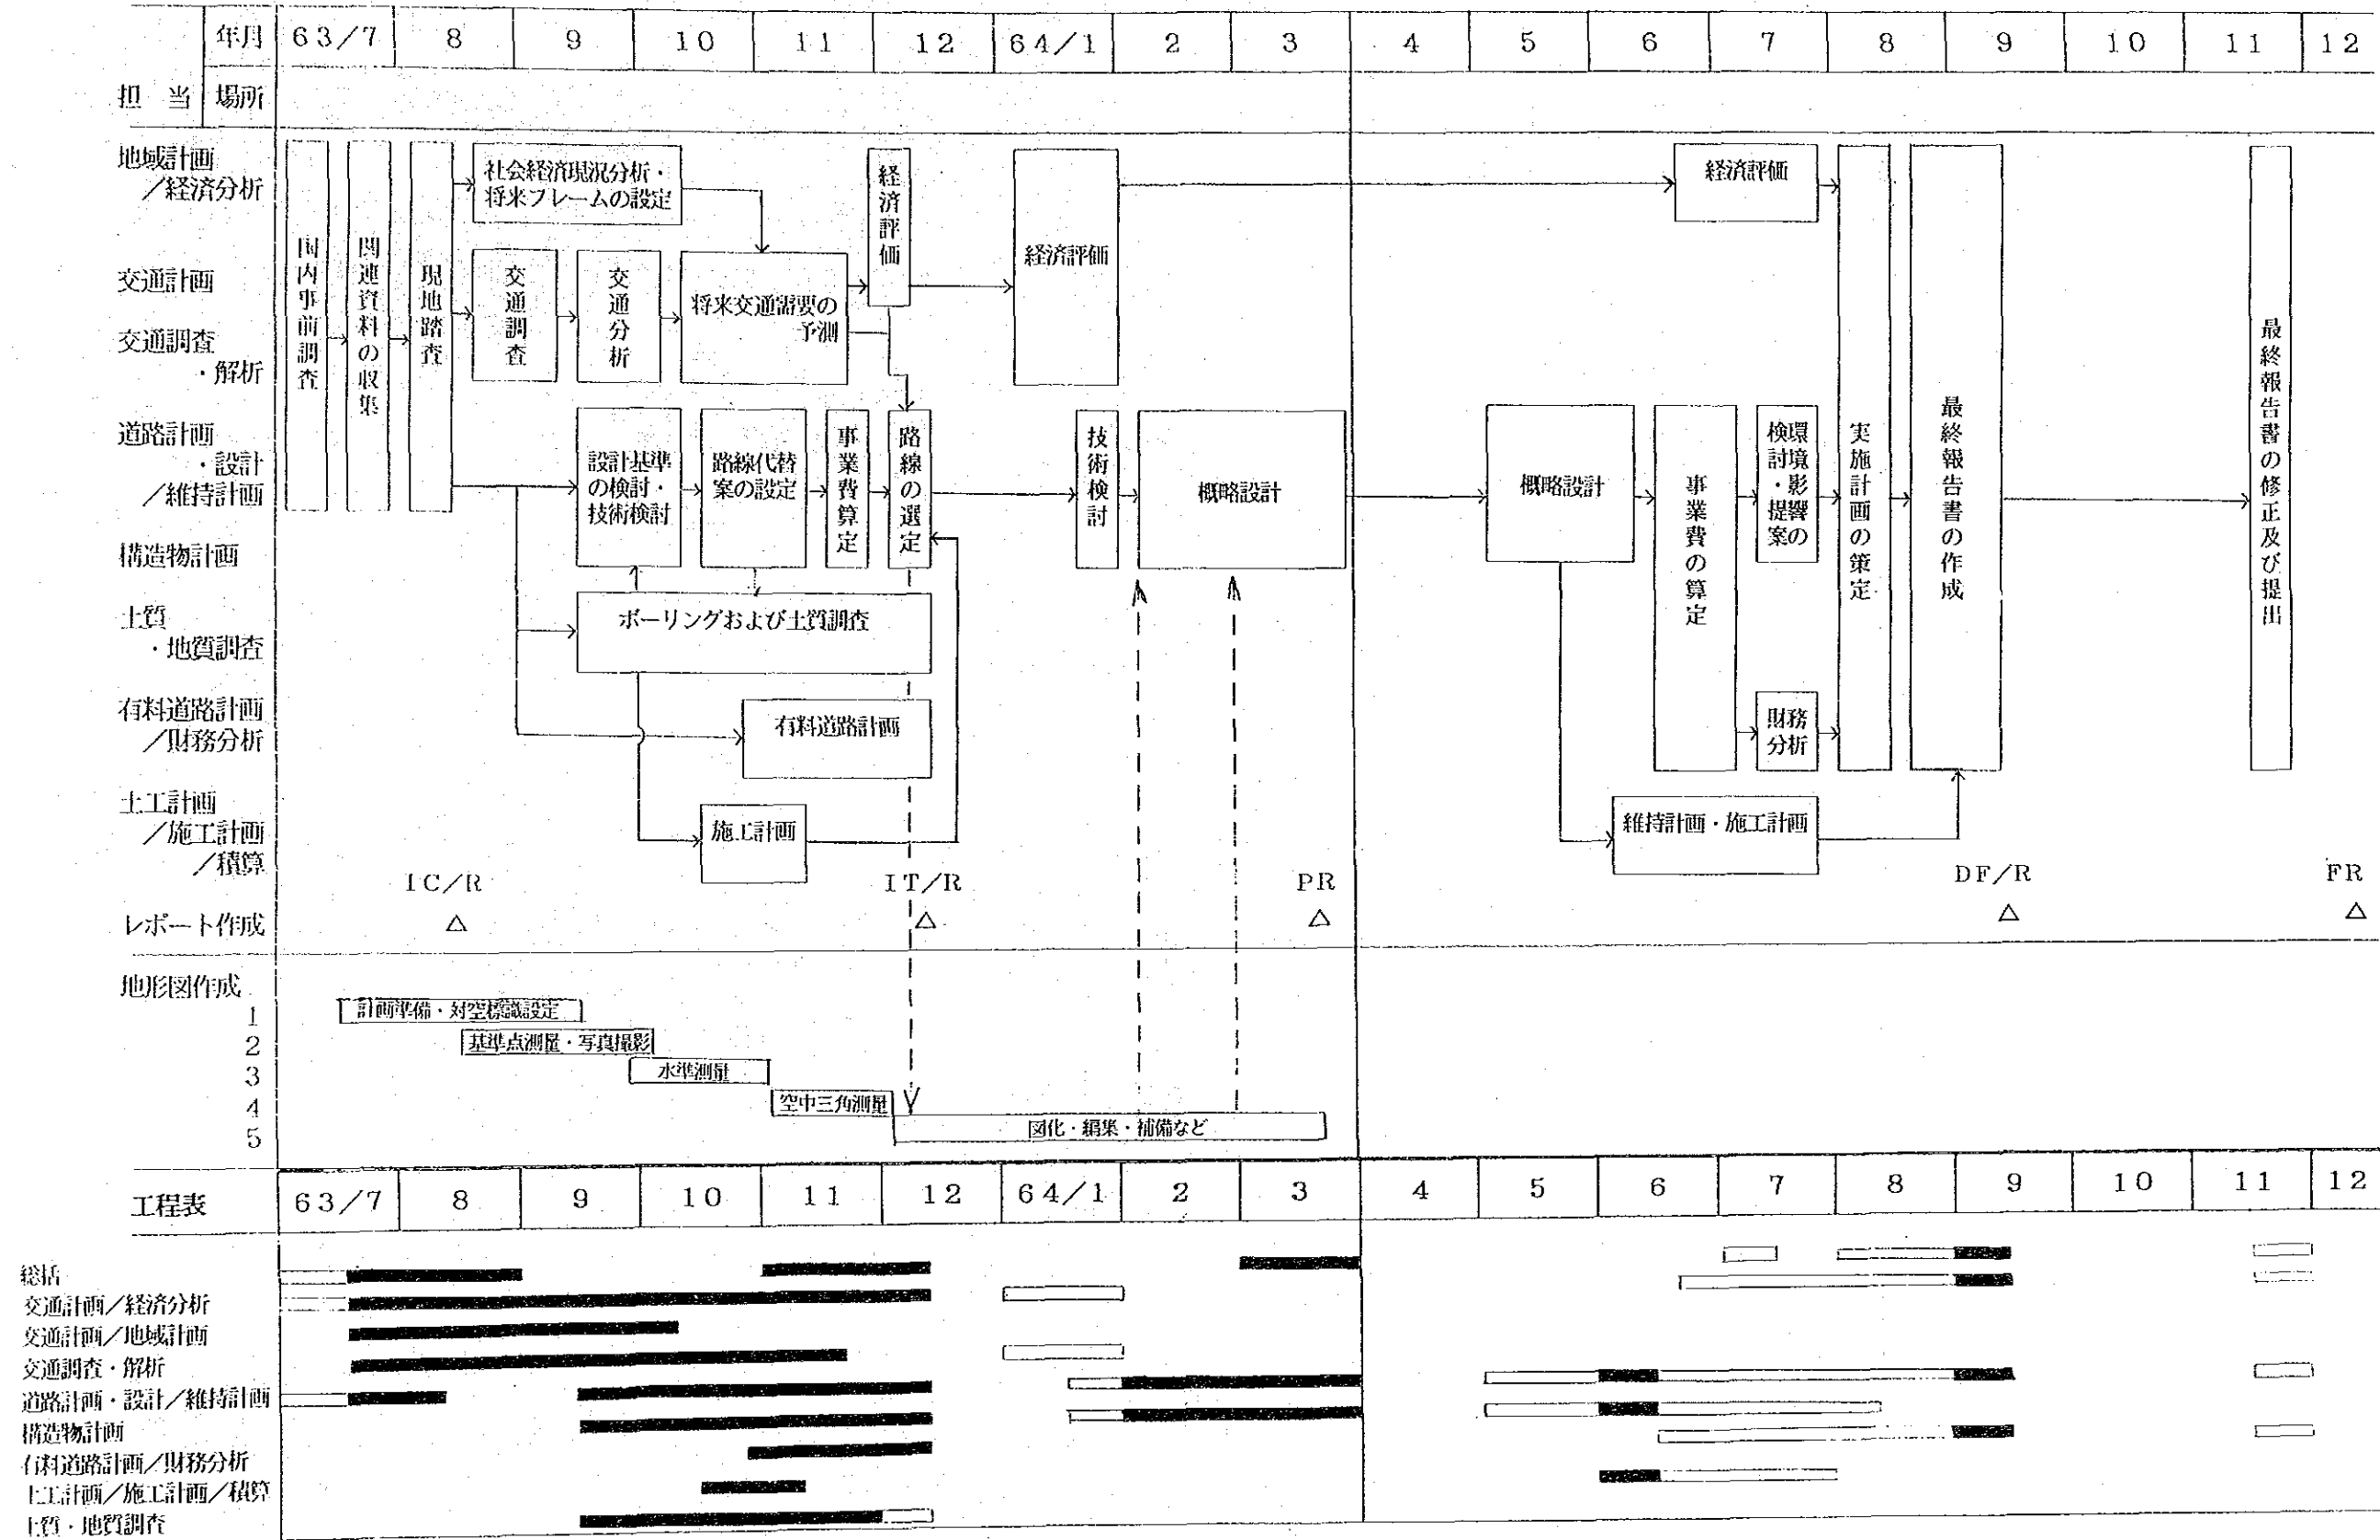 年月 63/7 8 9 10 11 12 64/1 2 3 4 5 6 7 8 9 10 11 12
担 当 場所
地域計画
/経済分析
交通計画
交通調査
・解析
道路計画
・設計
/維持計画
構造物計画
土質
・地質調査
有料道路計画
/財務分析
土工計画
/施工計画
/積算
レポート作成
国内事前調査
関連資料の収集
現地踏査
社会経済現況分析・
将来フレームの設定
交通調査
交通分析
将来交通需要の
予測
経済評価
経済評価
経済評価
設計基準
の検討・
技術検討
路線代替
案の設定
事業費算定
路線の選定
技術検討
概略設計
概略設計
事業費の算定
環境影響の
検討・提案
実施計画の策定
最終報告書の作成
最終報告書の修正及び提出
ボーリングおよび土質調査
有料道路計画
財務
分析
施工計画
維持計画・施工計画
IC/R IT/R PR DF/R FR
地形図作成
1 計画準備・対空標識設定
2 基準点測量・写真撮影
3 水準測量
4 空中三角測量
5 図化・編集・補備など
工程表 63/7 8 9 10 11 12 64/1 2 3 4 5 6 7 8 9 10 11 12
総括
交通計画/経済分析
交通計画/地域計画
交通調査・解析
道路計画・設計/維持計画
構造物計画
有料道路計画/財務分析
土工計画/施工計画/積算
土質・地質調査